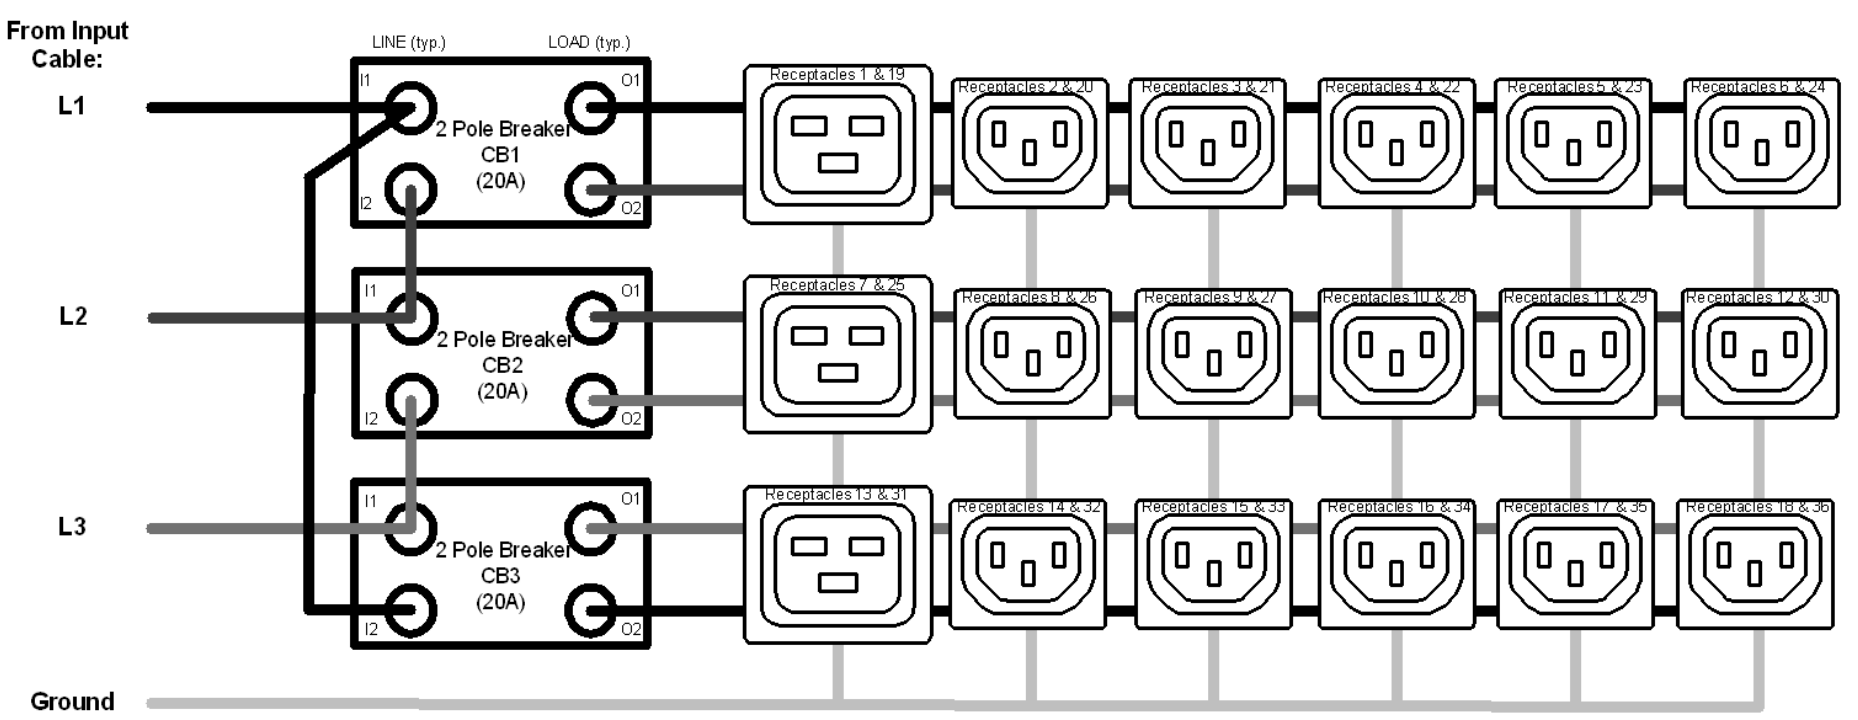 From Input
Cable:
LINE (typ.)
LOAD (typ.)
L1
I1
O1
2 Pole Breaker
CB1
(20A)
I2
O2
Receptacles 1 & 19
Receptacles 2 & 20
Receptacles 3 & 21
Receptacles 4 & 22
Receptacles 5 & 23
Receptacles 6 & 24
L2
I1
O1
2 Pole Breaker
CB2
(20A)
I2
O2
Receptacles 7 & 25
Receptacles 8 & 26
Receptacles 9 & 27
Receptacles 10 & 28
Receptacles 11 & 29
Receptacles 12 & 30
L3
I1
O1
2 Pole Breaker
CB3
(20A)
I2
O2
Receptacles 13 & 31
Receptacles 14 & 32
Receptacles 15 & 33
Receptacles 16 & 34
Receptacles 17 & 35
Receptacles 18 & 36
Ground